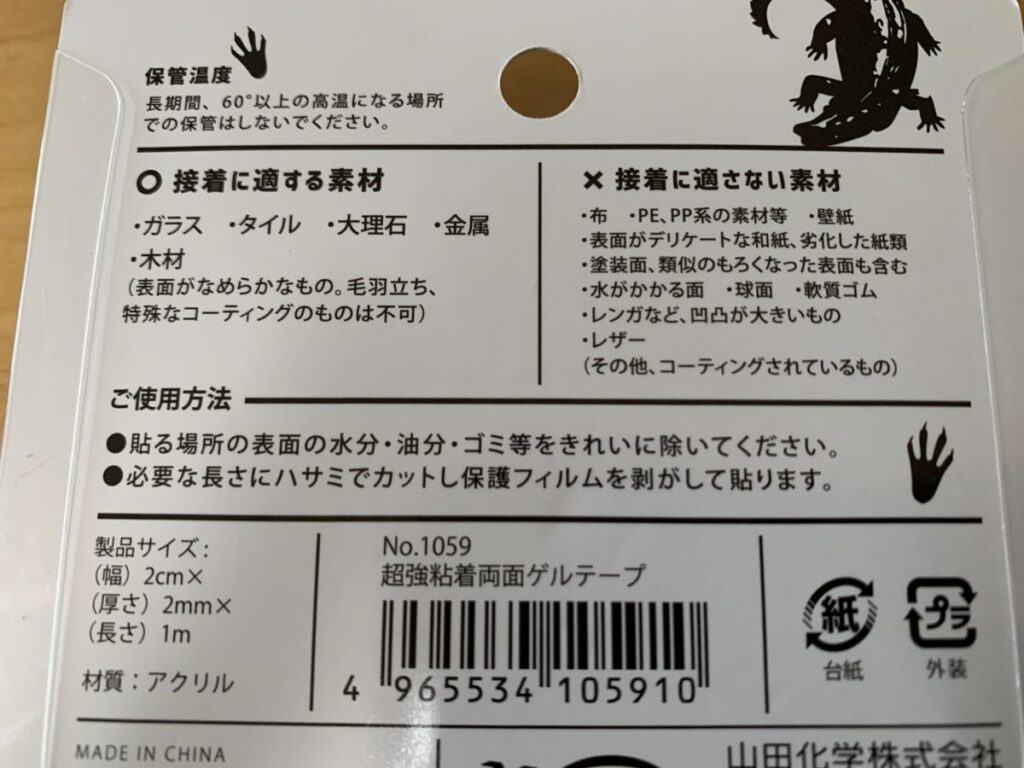 保管温度
長期間、60°以上の高温になる場所
での保管はしないでください。
○ 接着に適する素材
・ガラス ・タイル ・大理石 ・金属
・木材
（表面がなめらかなもの。毛羽立ち、
特殊なコーティングのものは不可）
× 接着に適さない素材
・布 ・PE、PP系の素材等 ・壁紙
・表面がデリケートな和紙、劣化した紙類
・塗装面、類似のもろくなった表面も含む
・水がかかる面 ・球面 ・軟質ゴム
・レンガなど、凹凸が大きいもの
・レザー
（その他、コーティングされているもの）
ご使用方法
●貼る場所の表面の水分・油分・ゴミ等をきれいに除いてください。
●必要な長さにハサミでカットし保護フィルムを剥がして貼ります。
製品サイズ：
（幅）2cm×
（厚さ）2mm×
（長さ）1m
材質：アクリル
No.1059
超強粘着両面ゲルテープ
4 965534 105910
紙
台紙
プラ
外装
MADE IN CHINA
山田化学株式会社